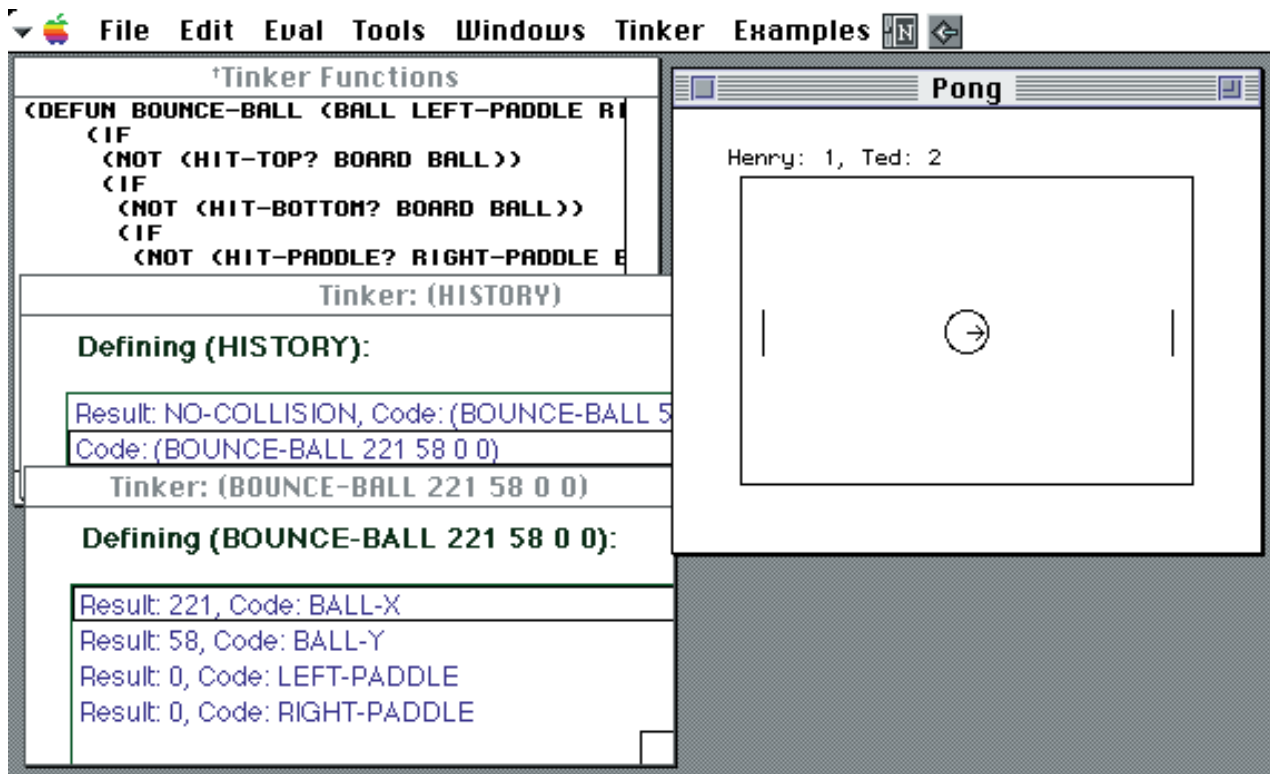 File Edit Eval Tools Windows Tinker Examples N
†Tinker Functions
(DEFUN BOUNCE-BALL (BALL LEFT-PADDLE
(IF
(NOT (HIT-TOP? BOARD BALL))
(IF
(NOT (HIT-BOTTOM? BOARD BALL))
(IF
(NOT (HIT-PADDLE? RIGHT-PADDLE
Tinker: (HISTORY)
Defining (HISTORY):
Result: NO-COLLISION, Code: (BOUNCE-BALL 5
Code: (BOUNCE-BALL 221 58 0 0)
Tinker: (BOUNCE-BALL 221 58 0 0)
Defining (BOUNCE-BALL 221 58 0 0):
Result: 221, Code: BALL-X
Result: 58, Code: BALL-Y
Result: 0, Code: LEFT-PADDLE
Result: 0, Code: RIGHT-PADDLE
Pong
Henry: 1, Ted: 2